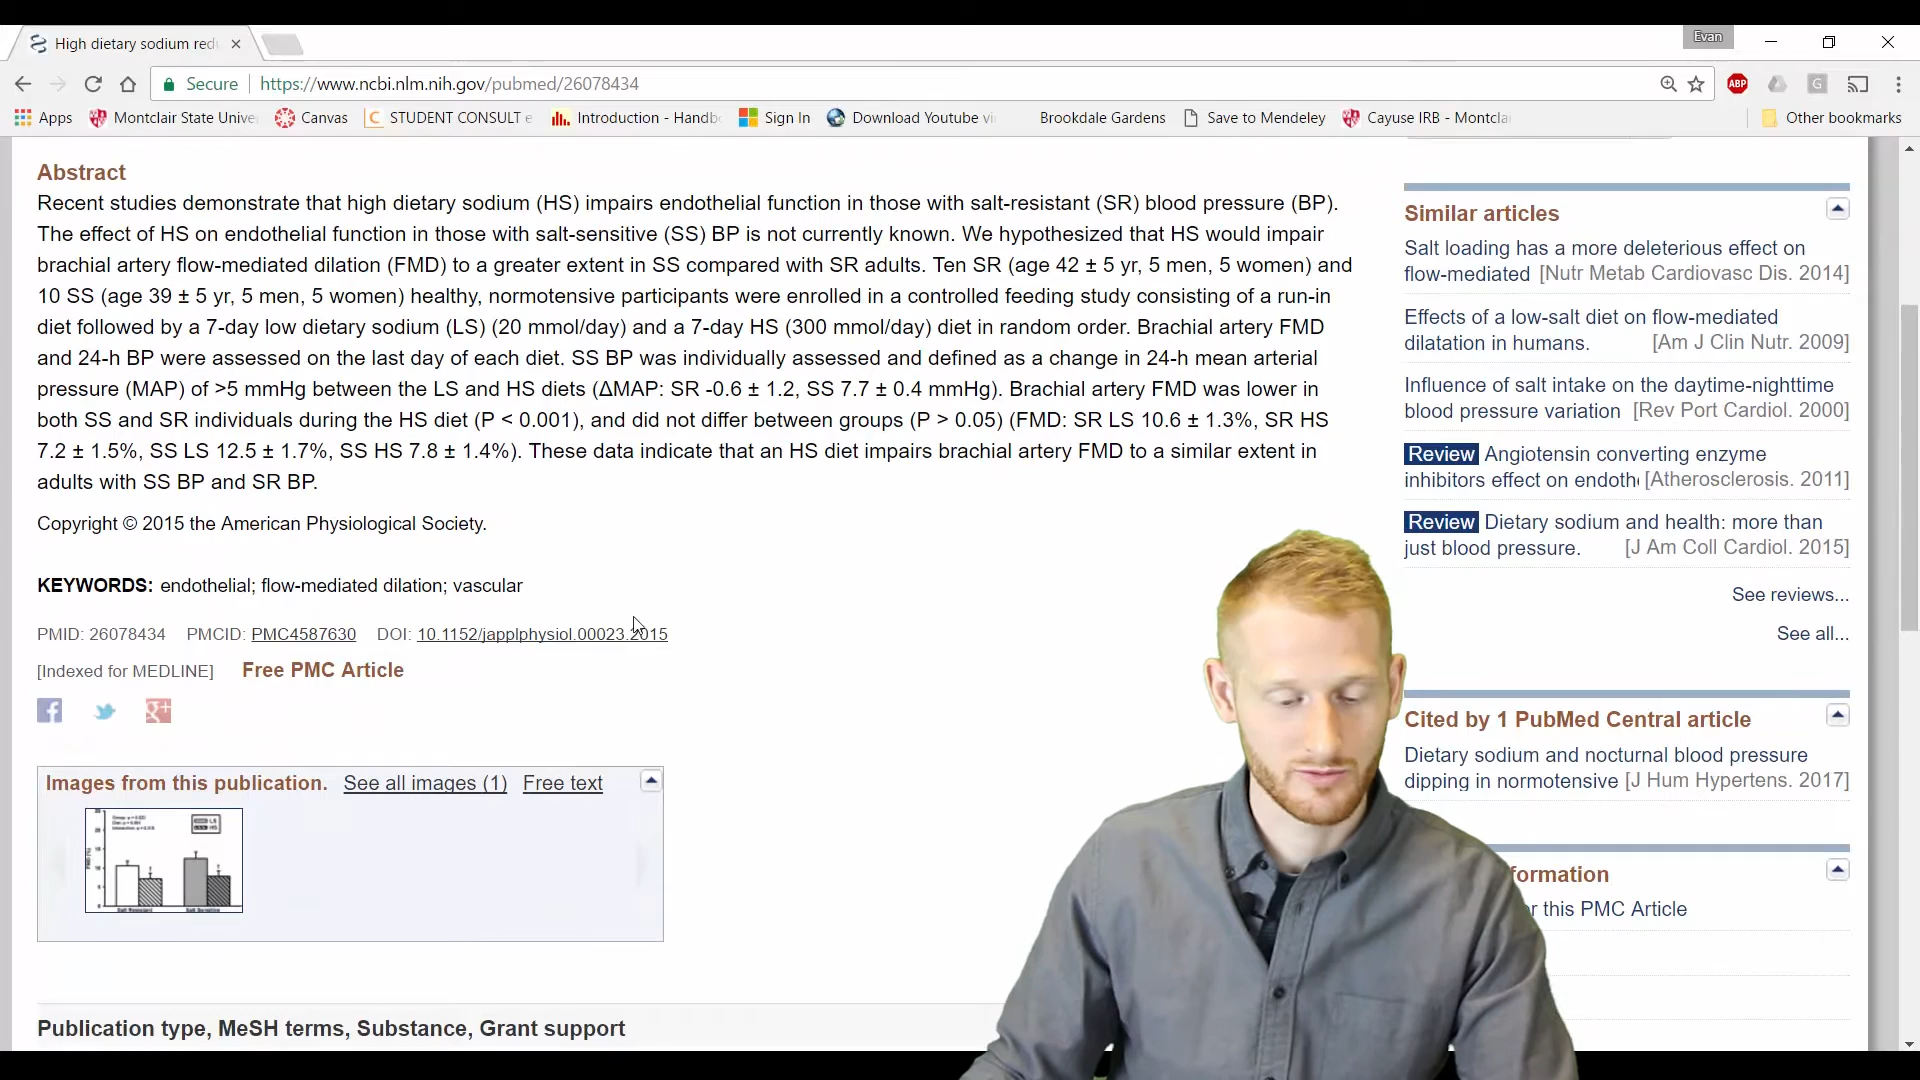 High dietary sodium red
Evan
Secure https://www.ncbi.nlm.nih.gov/pubmed/26078434
ABP
G
Apps Montclair State Unive Canvas STUDENT CONSULT e Introduction - Handb Sign In Download Youtube vi Brookdale Gardens Save to Mendeley Cayuse IRB - Montcla Other bookmarks
Abstract
Recent studies demonstrate that high dietary sodium (HS) impairs endothelial function in those with salt-resistant (SR) blood pressure (BP).
The effect of HS on endothelial function in those with salt-sensitive (SS) BP is not currently known. We hypothesized that HS would impair
brachial artery flow-mediated dilation (FMD) to a greater extent in SS compared with SR adults. Ten SR (age 42 ± 5 yr, 5 men, 5 women) and
10 SS (age 39 ± 5 yr, 5 men, 5 women) healthy, normotensive participants were enrolled in a controlled feeding study consisting of a run-in
diet followed by a 7-day low dietary sodium (LS) (20 mmol/day) and a 7-day HS (300 mmol/day) diet in random order. Brachial artery FMD
and 24-h BP were assessed on the last day of each diet. SS BP was individually assessed and defined as a change in 24-h mean arterial
pressure (MAP) of >5 mmHg between the LS and HS diets (ΔMAP: SR -0.6 ± 1.2, SS 7.7 ± 0.4 mmHg). Brachial artery FMD was lower in
both SS and SR individuals during the HS diet (P < 0.001), and did not differ between groups (P > 0.05) (FMD: SR LS 10.6 ± 1.3%, SR HS
7.2 ± 1.5%, SS LS 12.5 ± 1.7%, SS HS 7.8 ± 1.4%). These data indicate that an HS diet impairs brachial artery FMD to a similar extent in
adults with SS BP and SR BP.
Copyright © 2015 the American Physiological Society.
KEYWORDS: endothelial; flow-mediated dilation; vascular
PMID: 26078434 PMCID: PMC4587630 DOI: 10.1152/japplphysiol.00023.2015
[Indexed for MEDLINE] Free PMC Article
Images from this publication. See all images (1) Free text
LS
HS
Salt Resistant Salt Sensitive
Publication type, MeSH terms, Substance, Grant support
Similar articles
Salt loading has a more deleterious effect on
flow-mediated [Nutr Metab Cardiovasc Dis. 2014]
Effects of a low-salt diet on flow-mediated
dilatation in humans. [Am J Clin Nutr. 2009]
Influence of salt intake on the daytime-nighttime
blood pressure variation [Rev Port Cardiol. 2000]
Review Angiotensin converting enzyme
inhibitors effect on endoth [Atherosclerosis. 2011]
Review Dietary sodium and health: more than
just blood pressure. [J Am Coll Cardiol. 2015]
See reviews...
See all...
Cited by 1 PubMed Central article
Dietary sodium and nocturnal blood pressure
dipping in normotensive [J Hum Hypertens. 2017]
formation
r this PMC Article